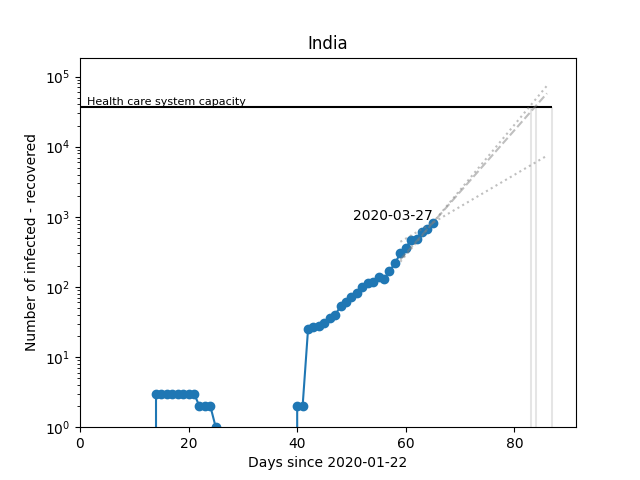 India
10^5
Health care system capacity
10^4
2020-03-27
10^3
10^2
10^1
10^0
Number of infected - recovered
0 20 40 60 80
Days since 2020-01-22